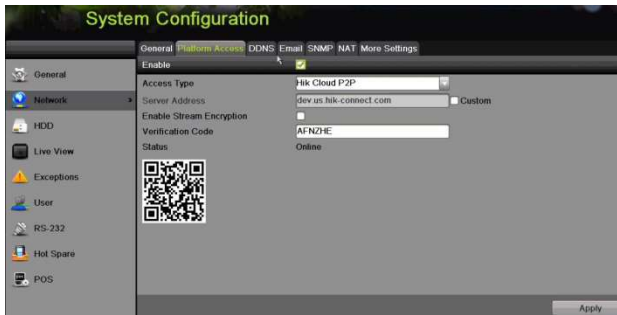 System Configuration
General Platform Access DDNS Email SNMP NAT More Settings
Enable
General
Access Type Hik Cloud P2P
Network
Server Address dev.us.hik-connect.com Custom
Enable Stream Encryption
HDD
Verification Code AFNZHE
Live View
Status Online
Exceptions
User
RS-232
Hot Spare
POS
Apply